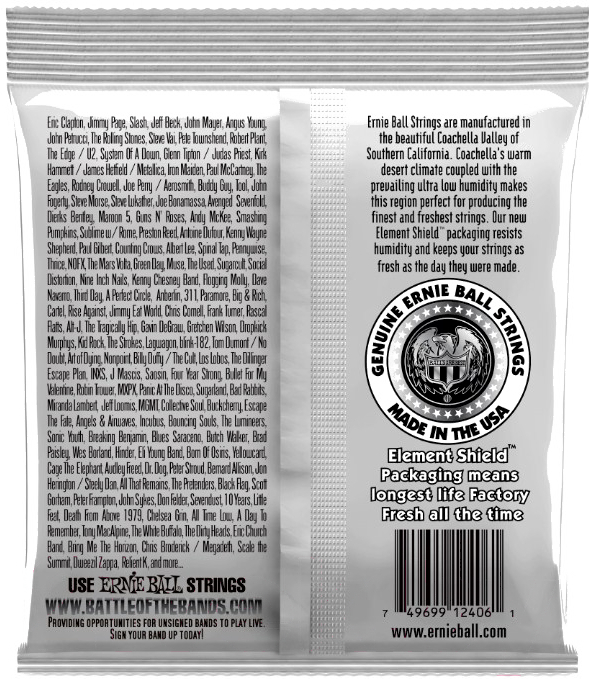 Eric Clapton, Jimmy Page, Slash, Jeff Beck, John Mayer, Angus Young,
John Petrucci, The Rolling Stones, Steve Vai, Pete Townshend, Robert Plant,
The Edge / U2, System Of A Down, Glenn Tipton / Judas Priest, Kirk
Hammett / James Hetfield / Metallica, Iron Maiden, Paul McCartney, The
Eagles, Rodney Crowell, Joe Perry / Aerosmith, Buddy Guy, Tool, John
Fogerty, Steve Morse, Steve Lukather, Joe Bonamassa, Avenged Sevenfold,
Dierks Bentley, Maroon 5, Guns N' Roses, Andy McKee, Smashing
Pumpkins, Sublime w/ Rome, Preston Reed, Antoine Dufour, Kenny Wayne
Shepherd, Paul Gilbert, Counting Crows, Albert Lee, Spinal Tap, Pennywise,
Thrice, NOFX, The Mars Volta, Green Day, Muse, The Used, Sugarcult, Social
Distortion, Nine Inch Nails, Kenny Chesney Band, Flogging Molly, Dave
Navarro, Third Day, A Perfect Circle, Anberlin, 311, Paramore, Big & Rich,
Cartel, Rise Against, Jimmy Eat World, Chris Cornell, Frank Turner, Rascal
Flatts, Alt-J, The Tragically Hip, Gavin DeGraw, Gretchen Wilson, Dropkick
Morphys, Kid Rock, The Strokes, Lagwagon, blink-182, Tom Dumont / No
Doubt, Art of Dying, Nonpoint, Billy Duffy / The Cult, Los Lobos, The Dillinger
Escape Plan, INXS, J Mascis, Saosin, Four Year Strong, Bullet For My
Valentine, Robin Trower, MXPX, Panic At The Disco, Sugarland, Bad Rabbits,
Miranda Lambert, Jeff Loomis, MGMT, Collective Soul, Buckcherry, Escape
The Fate, Angels & Airwaves, Incubus, Bouncing Souls, The Lumineers,
Sonic Youth, Breaking Benjamin, Blues Saraceno, Butch Walker, Brad
Paisley, Wes Borland, Hinder, Eli Young Band, Born Of Osiris, Yellowcard,
Cage The Elephant, Audley Freed, Dr. Dog, Peter Stroud, Bernard Allison, Jon
Herington / Steely Dan, All That Remains, The Pretenders, Black Flag, Scott
Gorham, Peter Frampton, John Sykes, Don Felder, Sevendust, 10 Years, Little
Feat, Death From Above 1979, Chelsea Grin, All Time Low, A Day To
Remember, Tony MacAlpine, The White Buffalo, The Dirty Heads, Eric Church
Band, Bring Me The Horizon, Chris Broderick / Megadeth, Scale the
Summit, Dweezil Zappa, Relient K, and more...
USE ERNIE BALL STRINGS
WWW.BATTLEOFTHEBANDS.COM
PROVIDING OPPORTUNITIES FOR UNSIGNED BANDS TO PLAY LIVE.
SIGN YOUR BAND UP TODAY!
Ernie Ball Strings are manufactured in
the beautiful Coachella Valley of
Southern California. Coachella's warm
desert climate coupled with the
prevailing ultra low humidity makes
this region perfect for producing the
finest and freshest strings. Our new
Element Shield™ packaging resists
humidity and keeps your strings as
fresh as the day they were made.
GENUINE ERNIE BALL STRINGS
MADE IN THE USA
Element Shield™
Packaging means
longest life Factory
Fresh all the time
7 49699 12406 1
www.ernieball.com